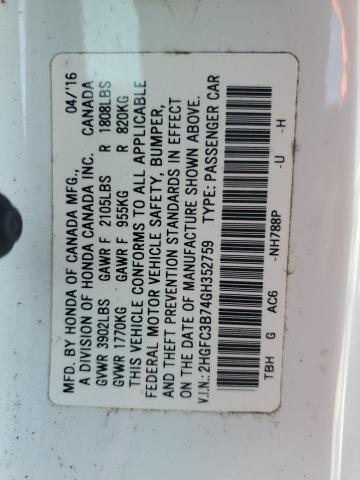 MFD. BY HONDA OF CANADA MFG., 04/'16
A DIVISION OF HONDA CANADA INC. CANADA
GVWR 3902LBS GAWR F 2105LBS R 1808LBS
GVWR 1770KG GAWR F 955KG R 820KG
THIS VEHICLE CONFORMS TO ALL APPLICABLE
FEDERAL MOTOR VEHICLE SAFETY, BUMPER,
AND THEFT PREVENTION STANDARDS IN EFFECT
ON THE DATE OF MANUFACTURE SHOWN ABOVE.
V.I.N.: 2HGFC3B74GH352759 TYPE: PASSENGER CAR
TBH G AC6 -NH788P -U -H